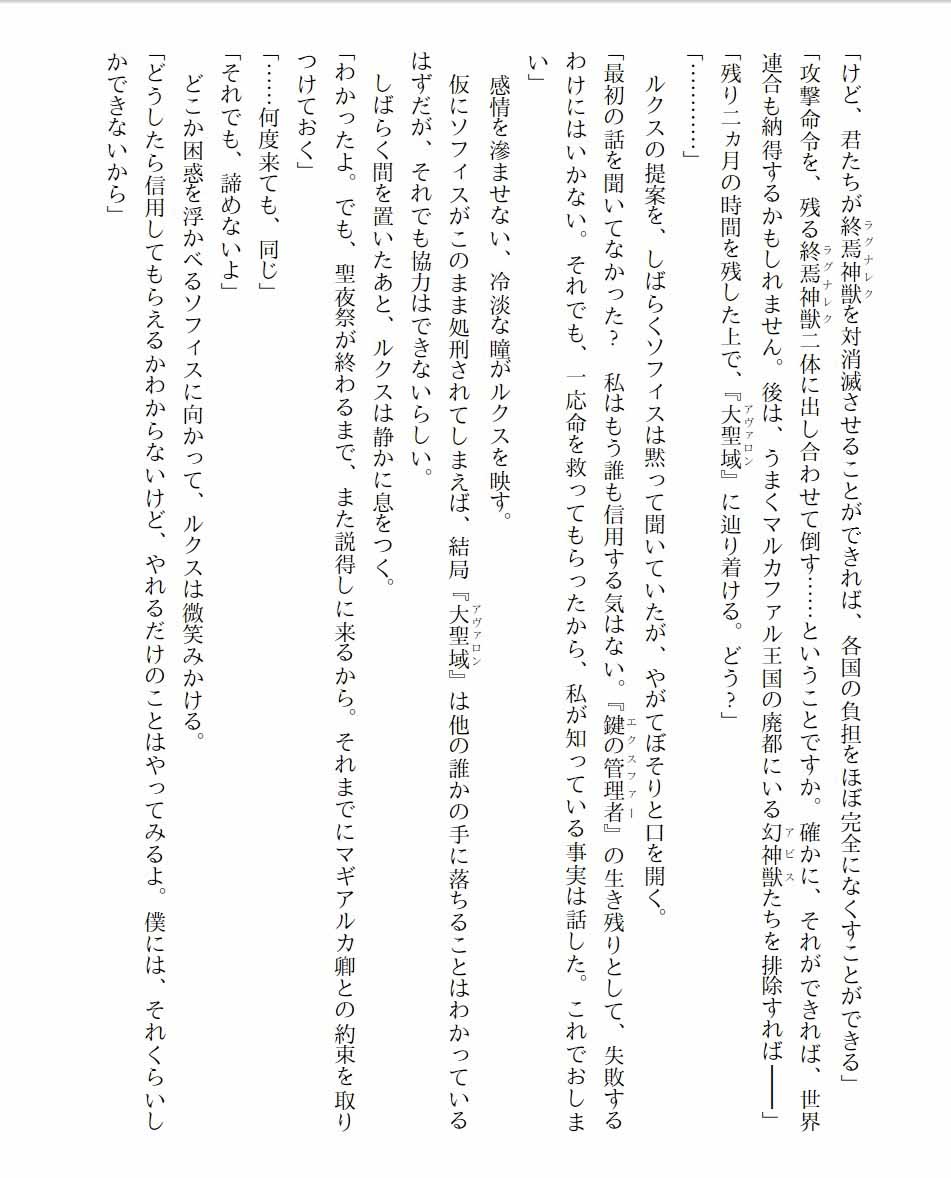 「けど、君たちが終焉神獣を対消滅させることができれば、各国の負担をほぼ完全になくすことができる」
ラグナレク
「攻撃命令を、残る終焉神獣二体に出し合わせて倒す……ということですか。確かに、それができれば、世界
ラグナレク
連合も納得するかもしれません。後は、うまくマルカファル王国の廃都にいる幻神獣たちを排除すれば――」
アビス
「残り二ヵ月の時間を残した上で、『大聖域』に辿り着ける。どう?」
アヴァロン
「…………」
　ルクスの提案を、しばらくソフィスは黙って聞いていたが、やがてぼそりと口を開く。
「最初の話を聞いてなかった?　私はもう誰も信用する気はない。『鍵の管理者』の生き残りとして、失敗する
エクスファー
わけにはいかない。それでも、一応命を救ってもらったから、私が知っている事実は話した。これでおしま
い」
　感情を滲ませない、冷淡な瞳がルクスを映す。
　仮にソフィスがこのまま処刑されてしまえば、結局『大聖域』は他の誰かの手に落ちることはわかっている
アヴァロン
はずだが、それでも協力はできないらしい。
　しばらく間を置いたあと、ルクスは静かに息をつく。
「わかったよ。でも、聖夜祭が終わるまで、また説得しに来るから。それまでにマギアルカ卿との約束を取り
つけておく」
「……何度来ても、同じ」
「それでも、諦めないよ」
　どこか困惑を浮かべるソフィスに向かって、ルクスは微笑みかける。
「どうしたら信用してもらえるかわからないけど、やれるだけのことはやってみるよ。僕には、それくらいし
かできないから」